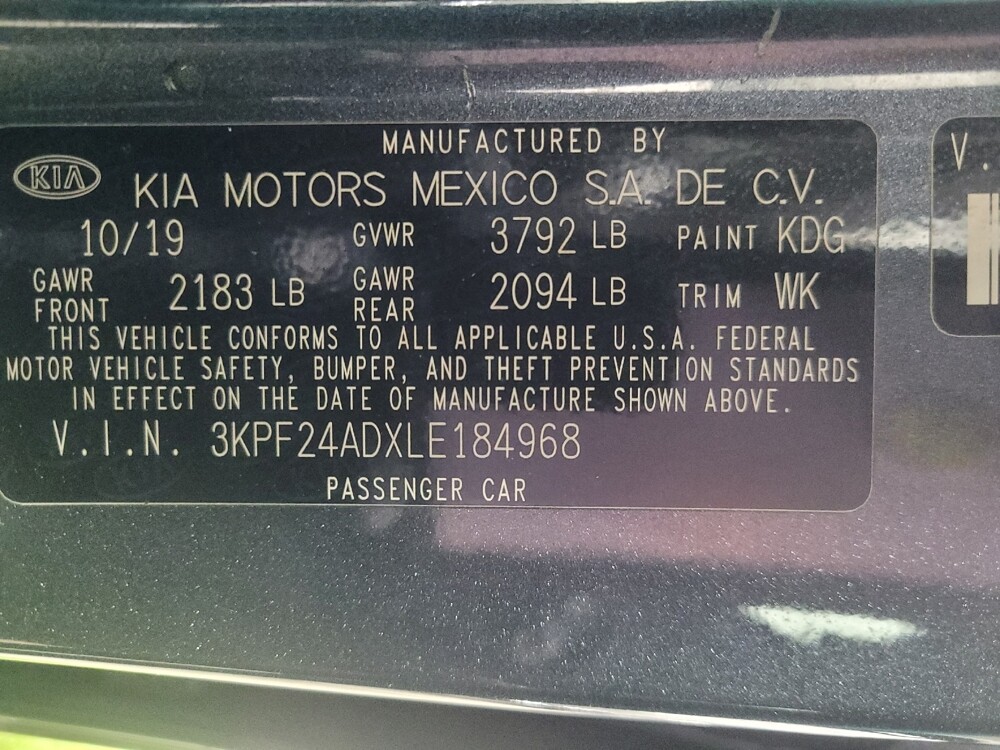 MANUFACTURED BY
KIA KIA MOTORS MEXICO S.A. DE C.V.
10/19 GVWR 3792 LB PAINT KDG
GAWR FRONT 2183 LB GAWR REAR 2094 LB TRIM WK
THIS VEHICLE CONFORMS TO ALL APPLICABLE U.S.A. FEDERAL
MOTOR VEHICLE SAFETY, BUMPER, AND THEFT PREVENTION STANDARDS
IN EFFECT ON THE DATE OF MANUFACTURE SHOWN ABOVE.
V.I.N. 3KPF24ADXLE184968
PASSENGER CAR
V.